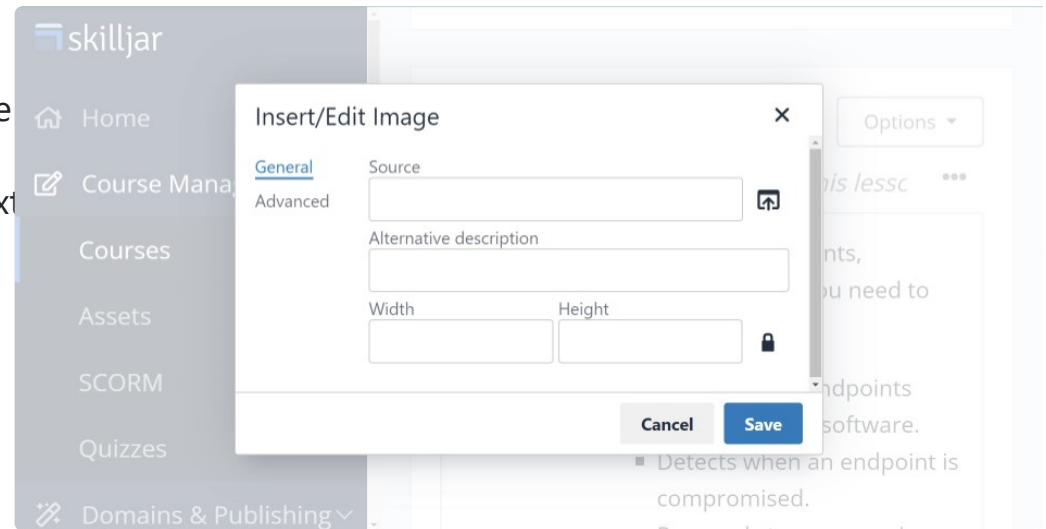 skilljar
e
xt
Home
Course Mana
Courses
Assets
SCORM
Quizzes
Domains & Publishing
Insert/Edit Image
General
Advanced
Source
Alternative description
Width
Height
Cancel
Save
Options
his lessc
nts,
ou need to
ndpoints
software.
Detects when an endpoint is
compromised.